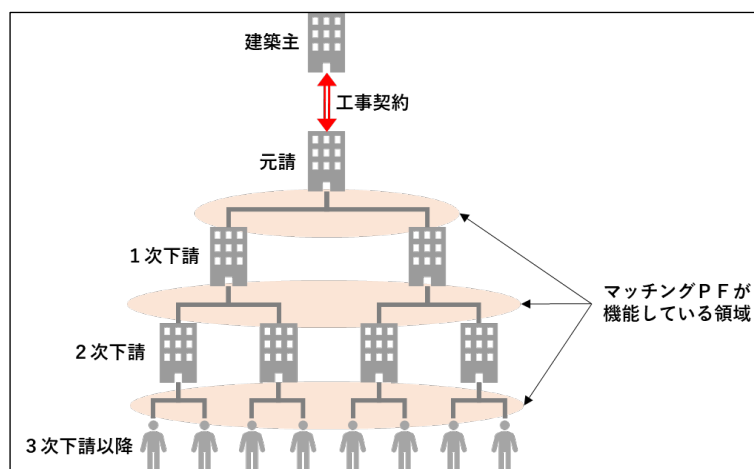 建築主
工事契約
元請
１次下請
マッチングＰＦが
機能している領域
２次下請
３次下請以降